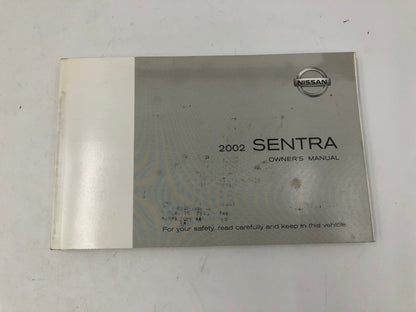 NISSAN
2002 SENTRA
OWNER'S MANUAL
For your safety, read carefully and keep in this vehicle.